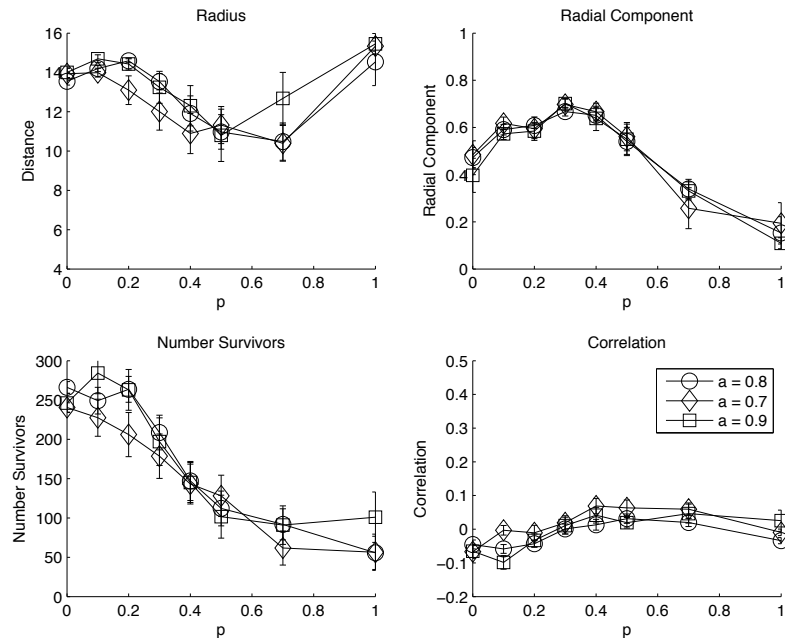 Radius
Distance
16
14
12
10
8
6
4
0 0.2 0.4 0.6 0.8 1
p
Radial Component
Radial Component
1
0.8
0.6
0.4
0.2
0
0 0.2 0.4 0.6 0.8 1
p
Number Survivors
Number Survivors
300
250
200
150
100
50
0
0 0.2 0.4 0.6 0.8 1
p
Correlation
Correlation
0.5
0.4
0.3
0.2
0.1
0
−0.1
−0.2
0 0.2 0.4 0.6 0.8 1
p
a = 0.8
a = 0.7
a = 0.9